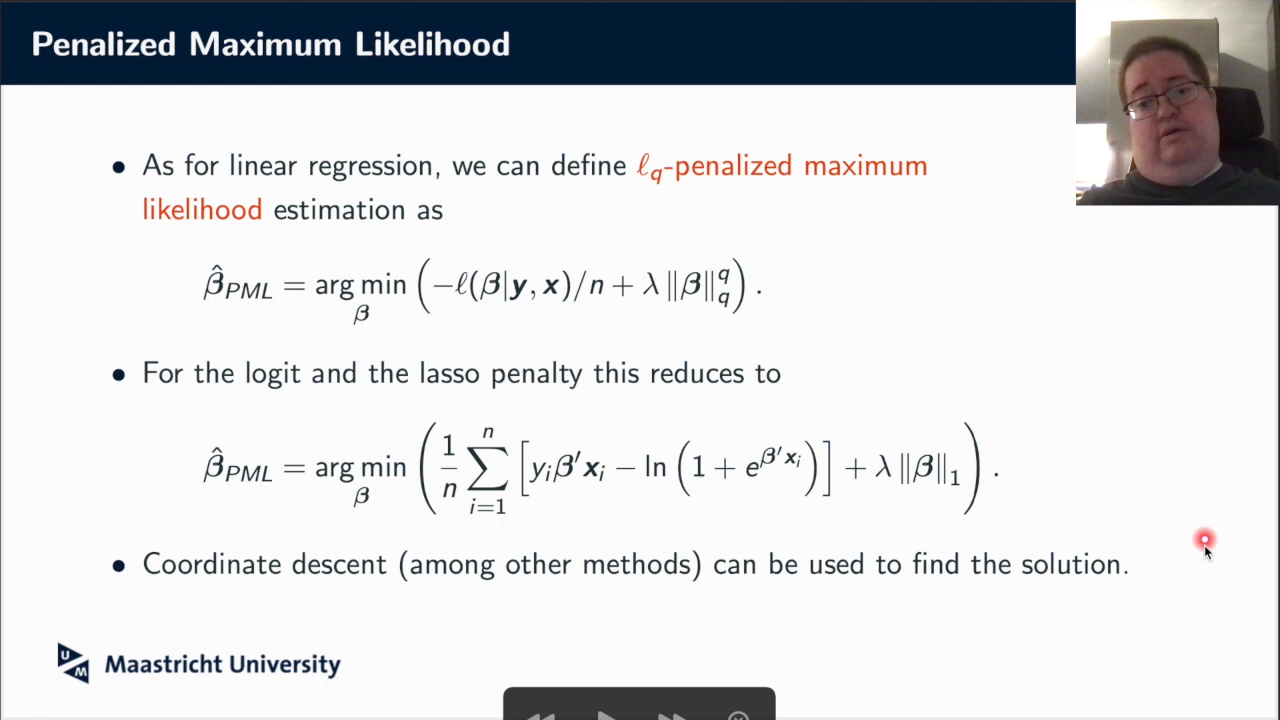 Penalized Maximum Likelihood
• As for linear regression, we can define ℓ_q-penalized maximum
likelihood estimation as
β̂_PML = arg min_β (−ℓ(β|y, x)/n + λ ‖β‖_q^q) .
• For the logit and the lasso penalty this reduces to
β̂_PML = arg min_β (1/n ∑_{i=1}^{n} [y_i β′x_i − ln (1 + e^{β′x_i})] + λ ‖β‖_1) .
• Coordinate descent (among other methods) can be used to find the solution.
UM Maastricht University